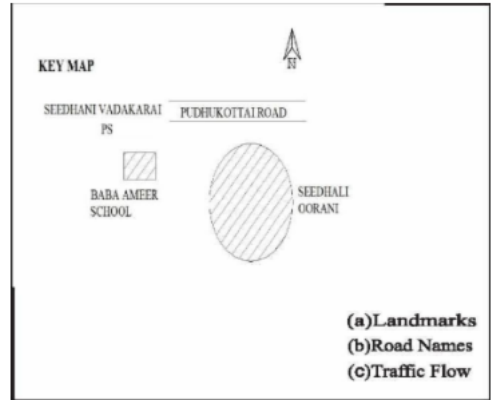 N
KEY MAP
SEEDHANI VADAKARAI
PS
PUDHUKOTTAI ROAD
BABA AMEER
SCHOOL
SEEDHALI
OORANI
(a)Landmarks
(b)Road Names
(c)Traffic Flow